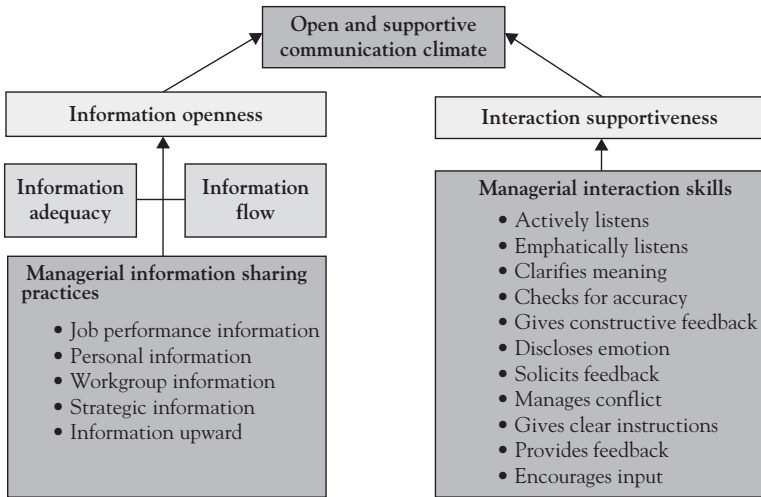 Open and supportive
communication climate
Information openness
Interaction supportiveness
Information
adequacy
Information
flow
Managerial information sharing
practices
• Job performance information
• Personal information
• Workgroup information
• Strategic information
• Information upward
Managerial interaction skills
• Actively listens
• Emphatically listens
• Clarifies meaning
• Checks for accuracy
• Gives constructive feedback
• Discloses emotion
• Solicits feedback
• Manages conflict
• Gives clear instructions
• Provides feedback
• Encourages input